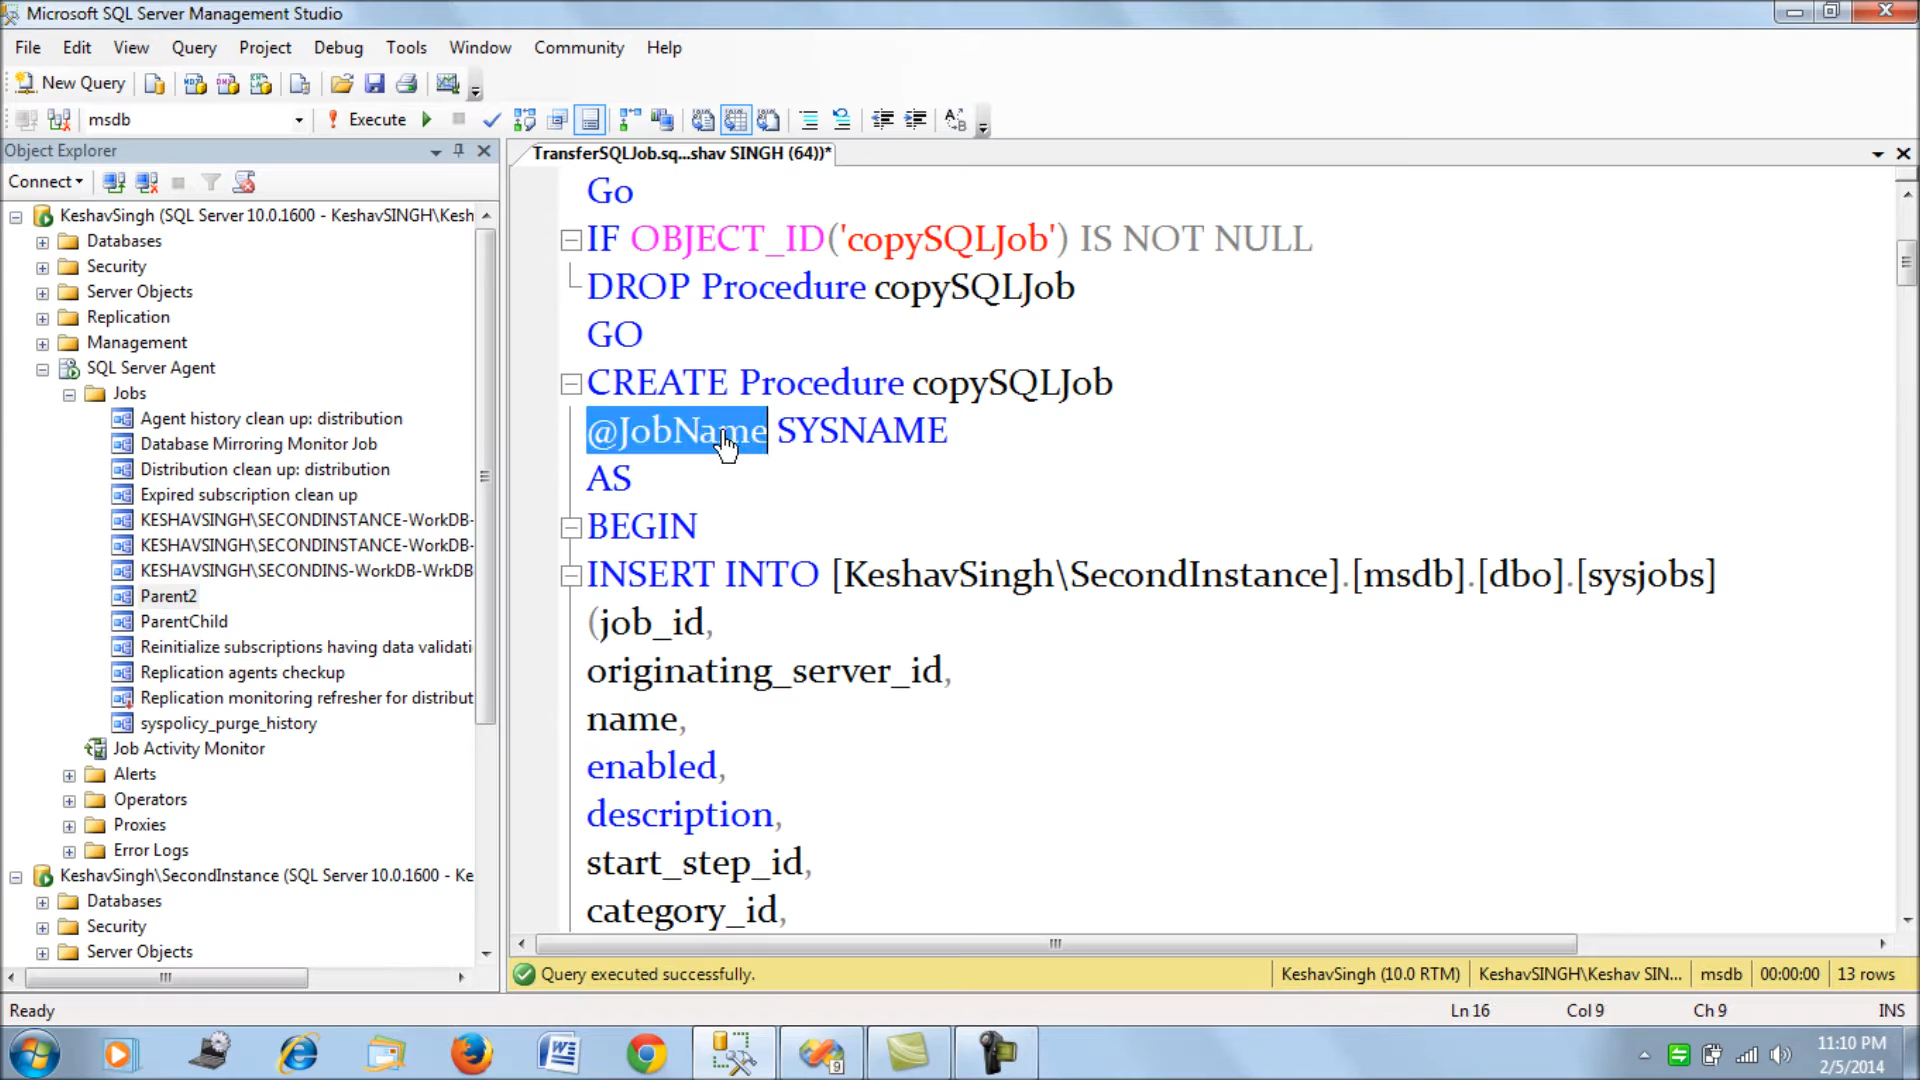 Microsoft SQL Server Management Studio
File Edit View Query Project Debug Tools Window Community Help
New Query
msdb Execute
Object Explorer
TransferSQLJob.sq...shav SINGH (64))*
Connect
KeshavSingh (SQL Server 10.0.1600 - KeshavSINGH\Kesh
Databases
Security
Server Objects
Replication
Management
SQL Server Agent
Jobs
Agent history clean up: distribution
Database Mirroring Monitor Job
Distribution clean up: distribution
Expired subscription clean up
KESHAVSINGH\SECONDINSTANCE-WorkDB-
KESHAVSINGH\SECONDINSTANCE-WorkDB-
KESHAVSINGH\SECONDINS-WorkDB-WrkDB
Parent2
ParentChild
Reinitialize subscriptions having data validati
Replication agents checkup
Replication monitoring refresher for distribut
syspolicy_purge_history
Job Activity Monitor
Alerts
Operators
Proxies
Error Logs
KeshavSingh\SecondInstance (SQL Server 10.0.1600 - Ke
Databases
Security
Server Objects
Go
IF OBJECT_ID('copySQLJob') IS NOT NULL
DROP Procedure copySQLJob
GO
CREATE Procedure copySQLJob
@JobName SYSNAME
AS
BEGIN
INSERT INTO [KeshavSingh\SecondInstance].[msdb].[dbo].[sysjobs]
(job_id,
originating_server_id,
name,
enabled,
description,
start_step_id,
category_id,
Query executed successfully. KeshavSingh (10.0 RTM) KeshavSINGH\Keshav SIN... msdb 00:00:00 13 rows
Ready Ln 16 Col 9 Ch 9 INS
9
11:10 PM
2/5/2014